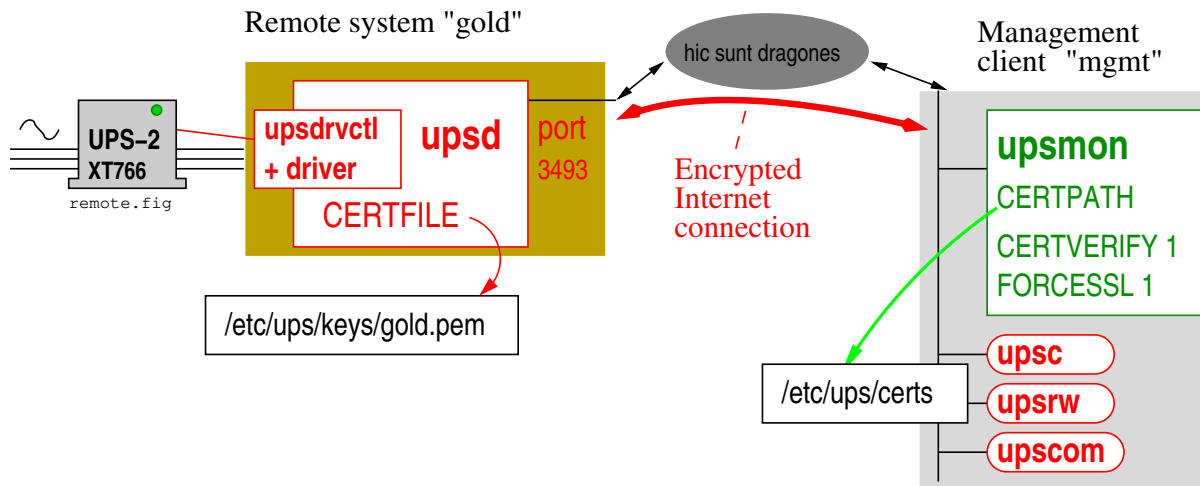 Remote system "gold"
hic sunt dragones
Management
client "mgmt"
UPS–2
XT766
remote.fig
upsdrvctl
+ driver
upsd
port
3493
CERTFILE
/etc/ups/keys/gold.pem
Encrypted
Internet
connection
upsmon
CERTPATH
CERTVERIFY 1
FORCESSL 1
/etc/ups/certs
upsc
upsrw
upscom